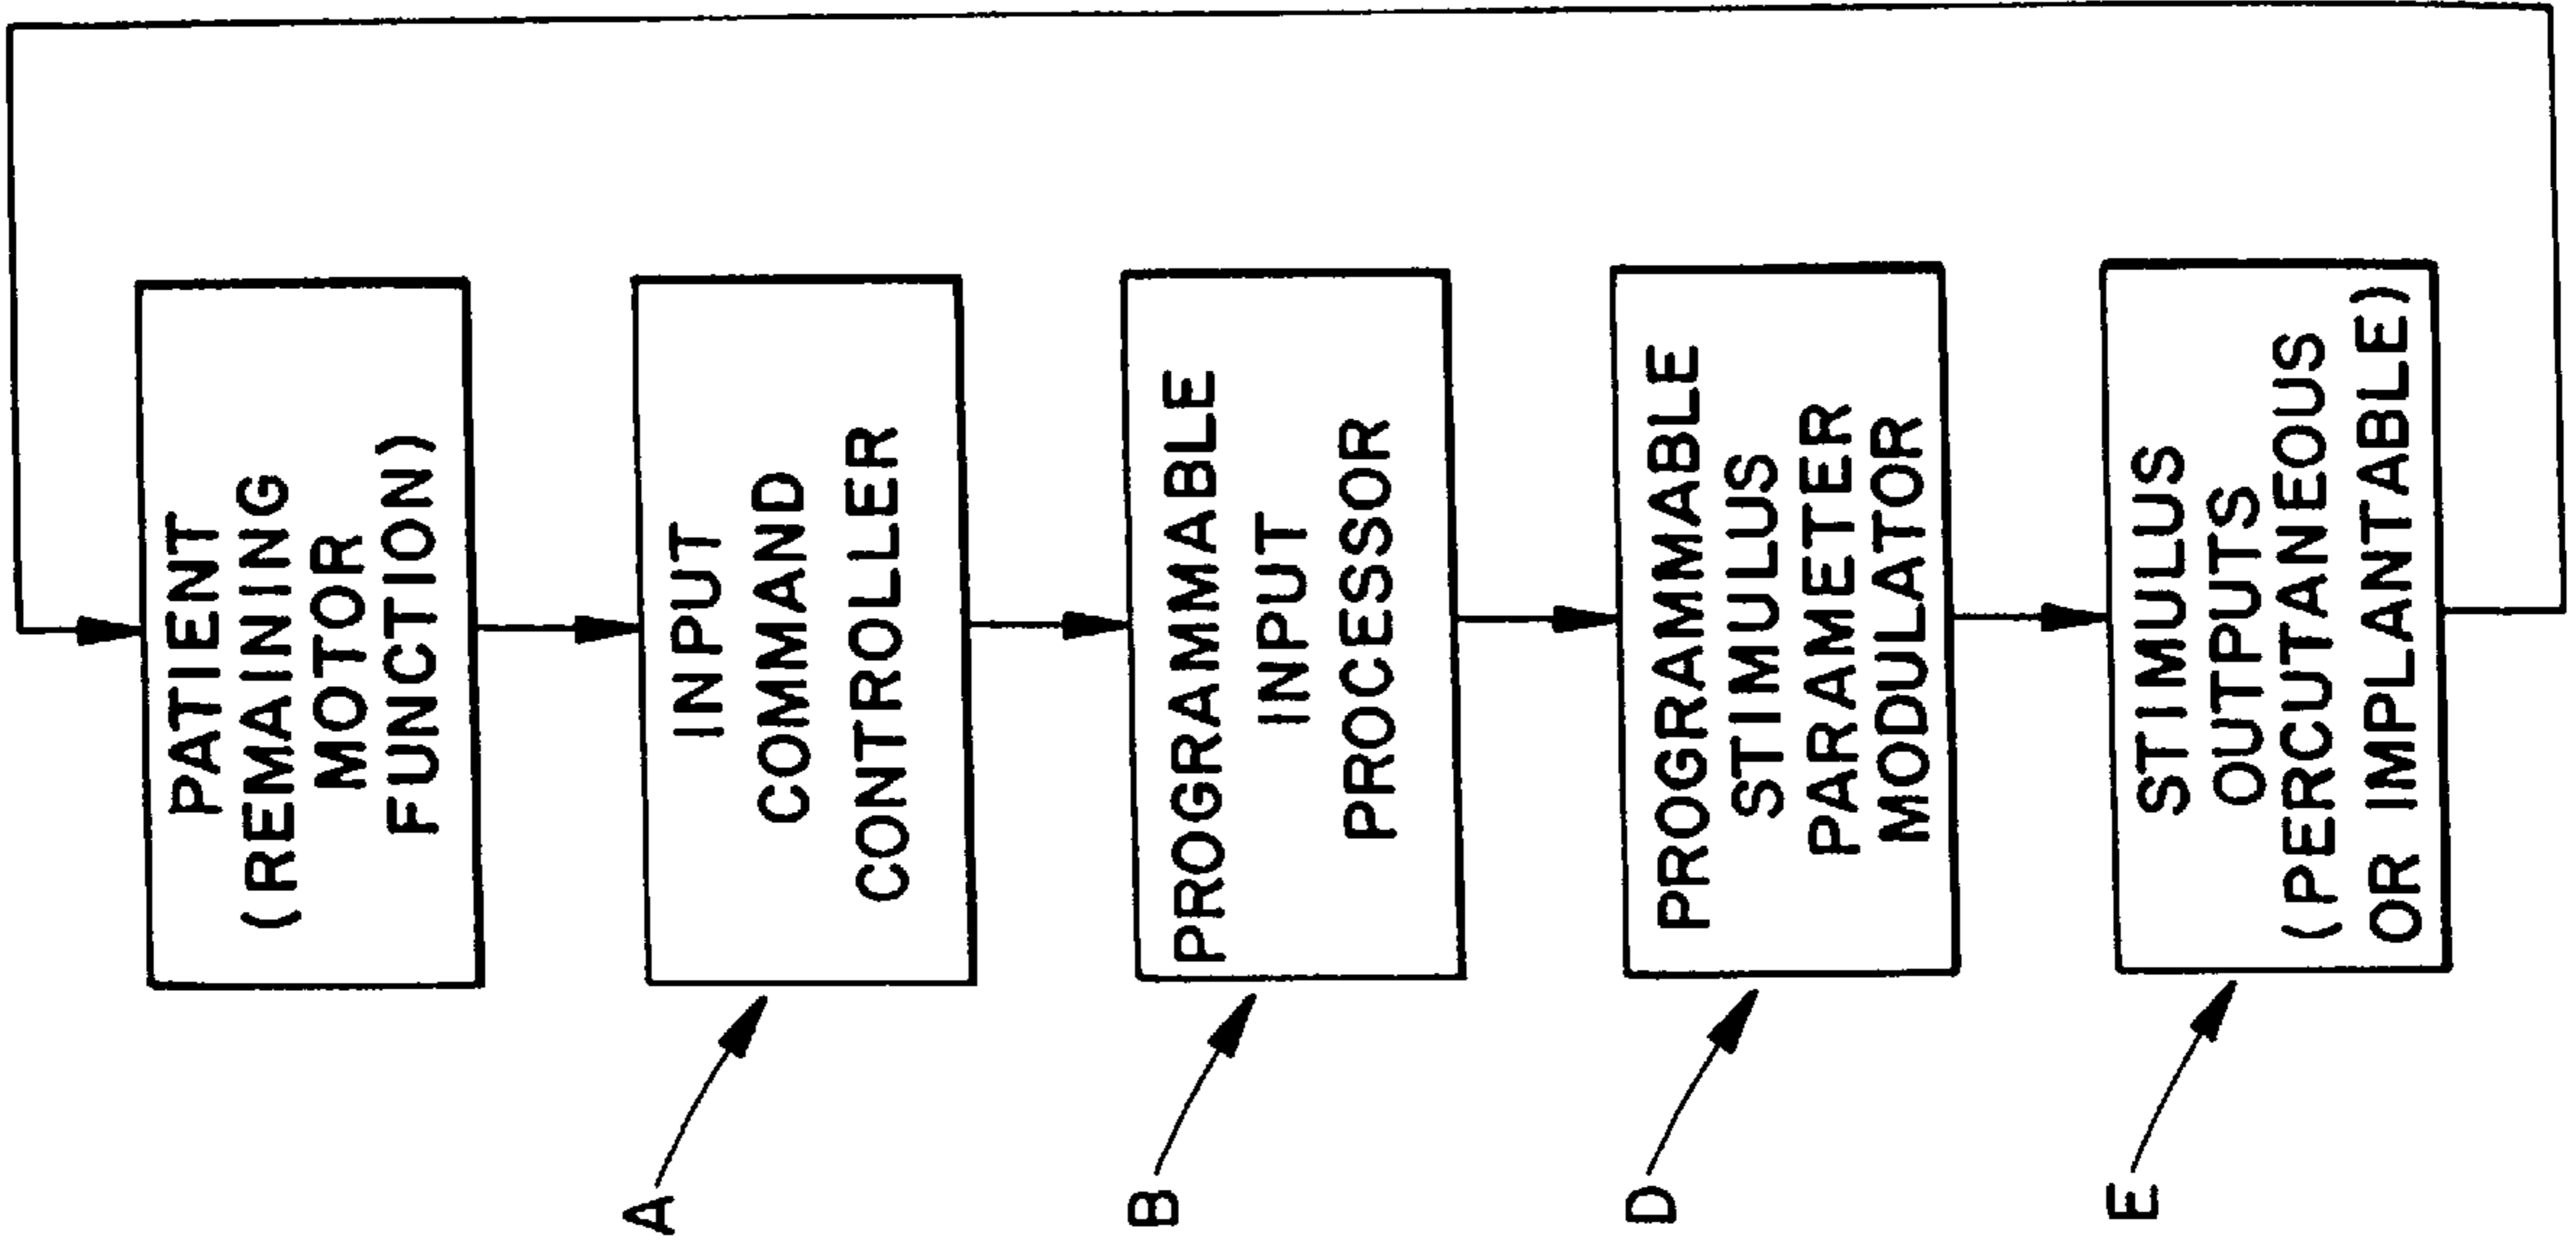 PATIENT
(REMAINING
MOTOR
FUNCTION)
A
INPUT
COMMAND
CONTROLLER
B
PROGRAMMABLE
INPUT
PROCESSOR
D
PROGRAMMABLE
STIMULUS
PARAMETER
MODULATOR
E
STIMULUS
OUTPUTS
(PERCUTANEOUS
OR IMPLANTABLE)